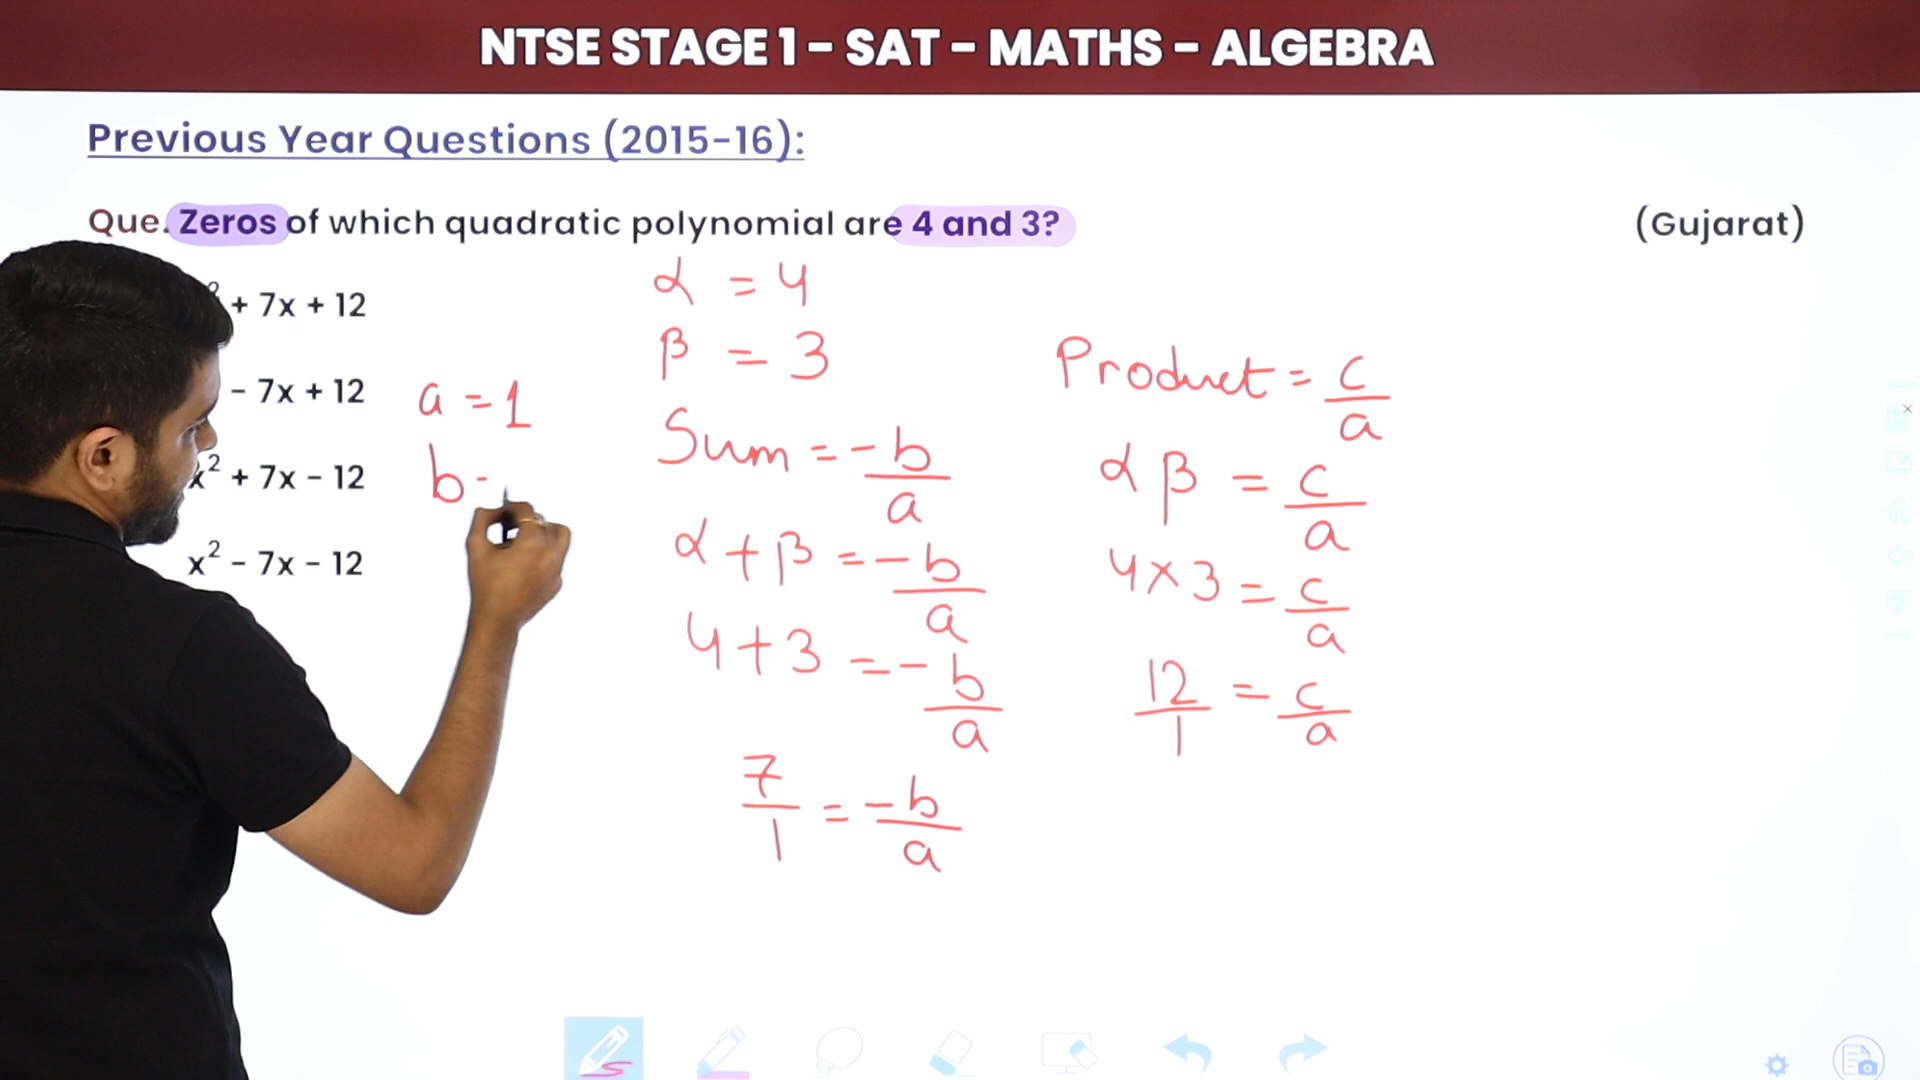 NTSE STAGE 1 – SAT – MATHS – ALGEBRA
Previous Year Questions (2015-16):
Que. Zeros of which quadratic polynomial are 4 and 3? (Gujarat)
+ 7x + 12
- 7x + 12
x² + 7x - 12
x² - 7x - 12
a = 1
b -
α = 4
β = 3
Sum = -b/a
α + β = -b/a
4 + 3 = -b/a
7/1 = -b/a
Product = c/a
α β = c/a
4 × 3 = c/a
12/1 = c/a